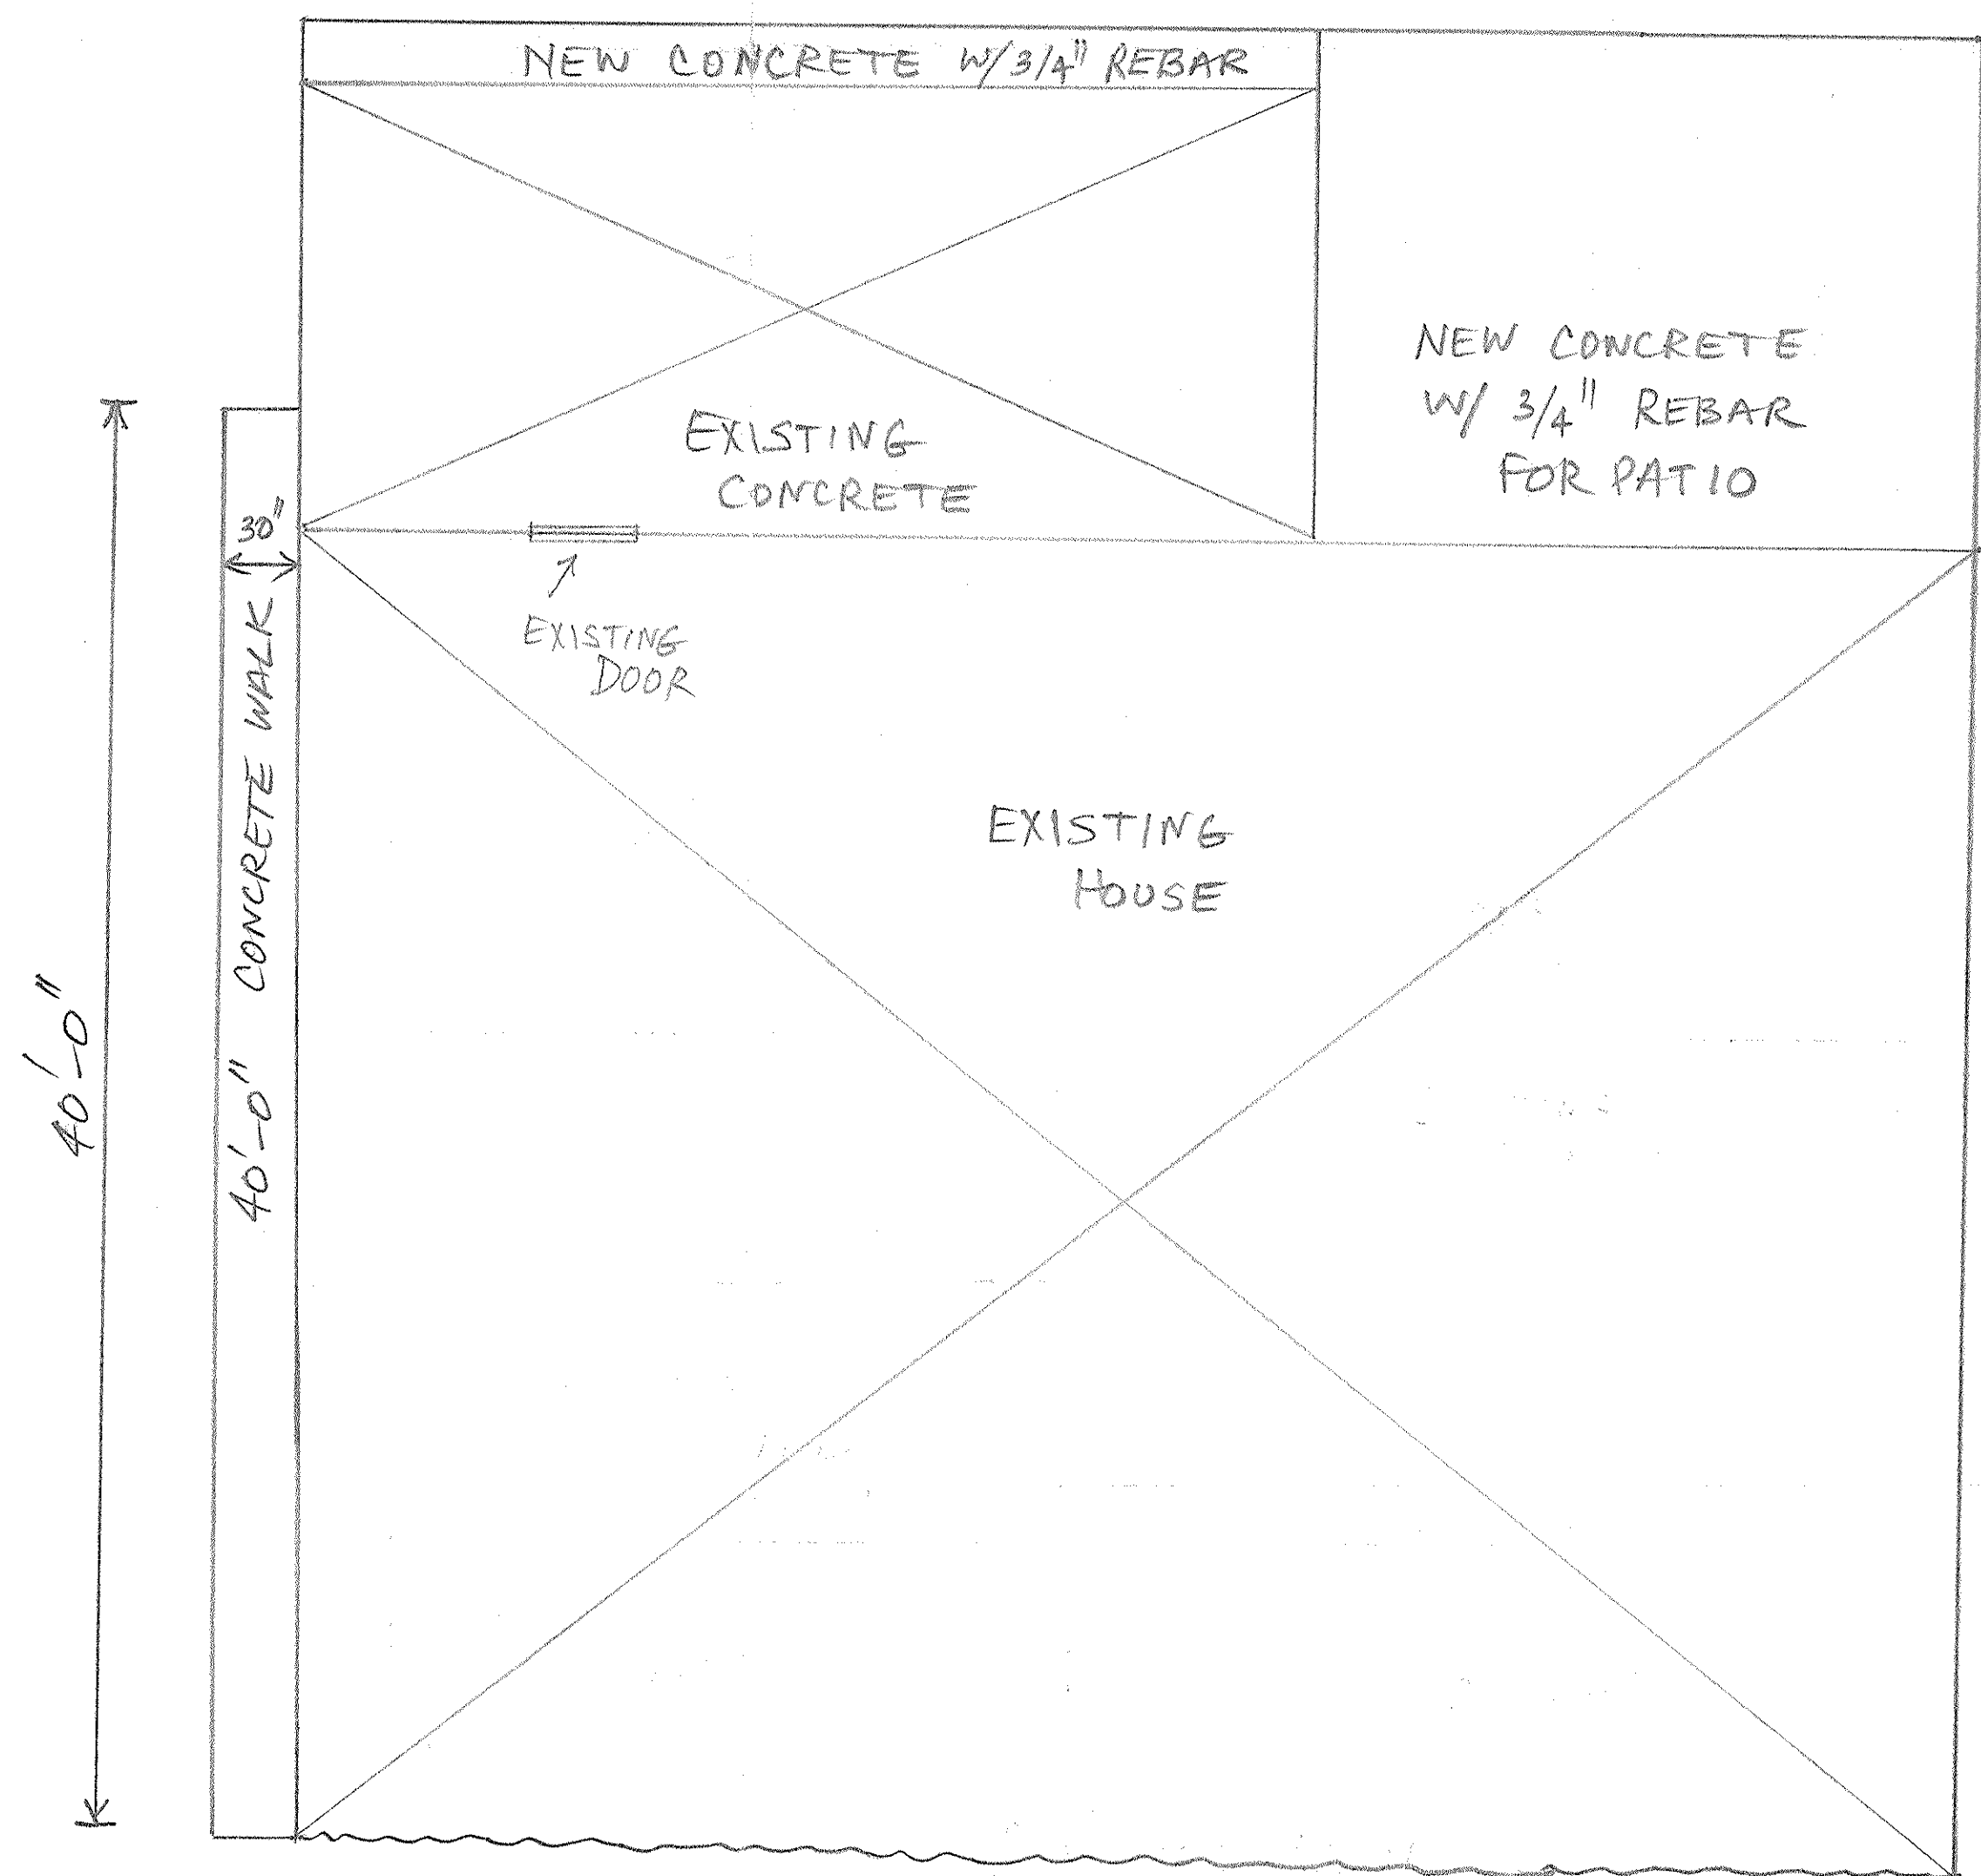 NEW CONCRETE W/ 3/4" REBAR
NEW CONCRETE
W/ 3/4" REBAR
FOR PATIO
EXISTING
CONCRETE
30"
EXISTING
DOOR
40'-0" CONCRETE WALK
EXISTING
HOUSE
40'-0"